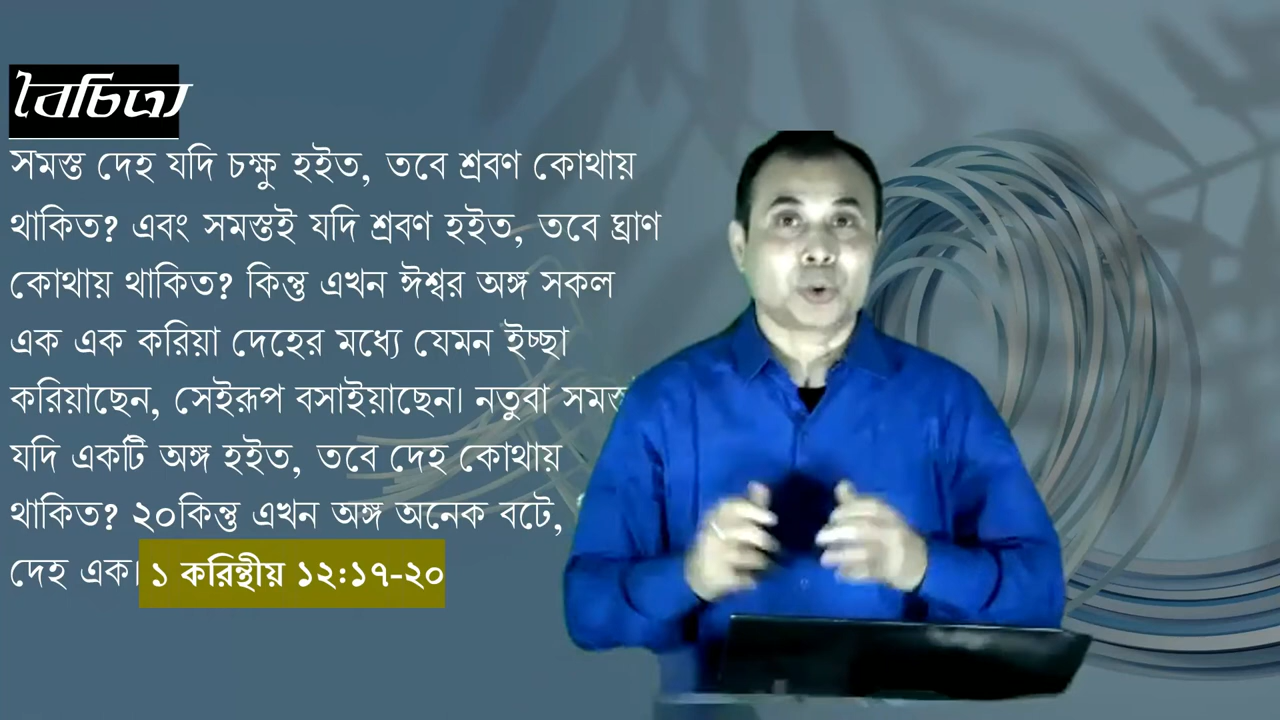 বৈচিত্র্য
সমস্ত দেহ যদি চক্ষু হইত, তবে শ্রবণ কোথায়
থাকিত? এবং সমস্তই যদি শ্রবণ হইত, তবে ঘ্রাণ
কোথায় থাকিত? কিন্তু এখন ঈশ্বর অঙ্গ সকল
এক এক করিয়া দেহের মধ্যে যেমন ইচ্ছা
করিয়াছেন, সেইরূপ বসাইয়াছেন। নতুবা সমস্ত
যদি একটি অঙ্গ হইত, তবে দেহ কোথায়
থাকিত? ২০কিন্তু এখন অঙ্গ অনেক বটে,
দেহ এক। ১ করিন্থীয় ১২:১৭-২০